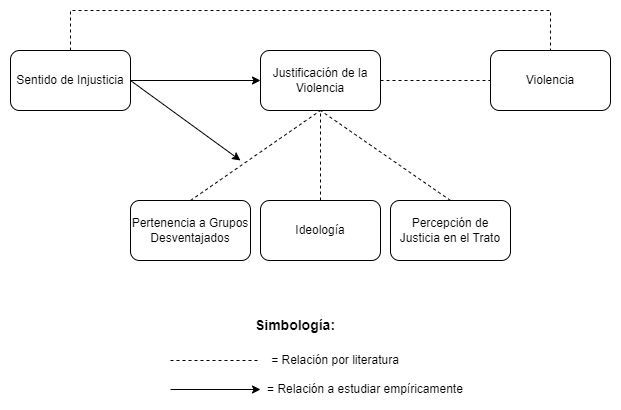 Sentido de Injusticia
Justificación de la
Violencia
Violencia
Pertenencia a Grupos
Desventajados
Ideología
Percepción de
Justicia en el Trato
Simbología:
= Relación por literatura
= Relación a estudiar empíricamente